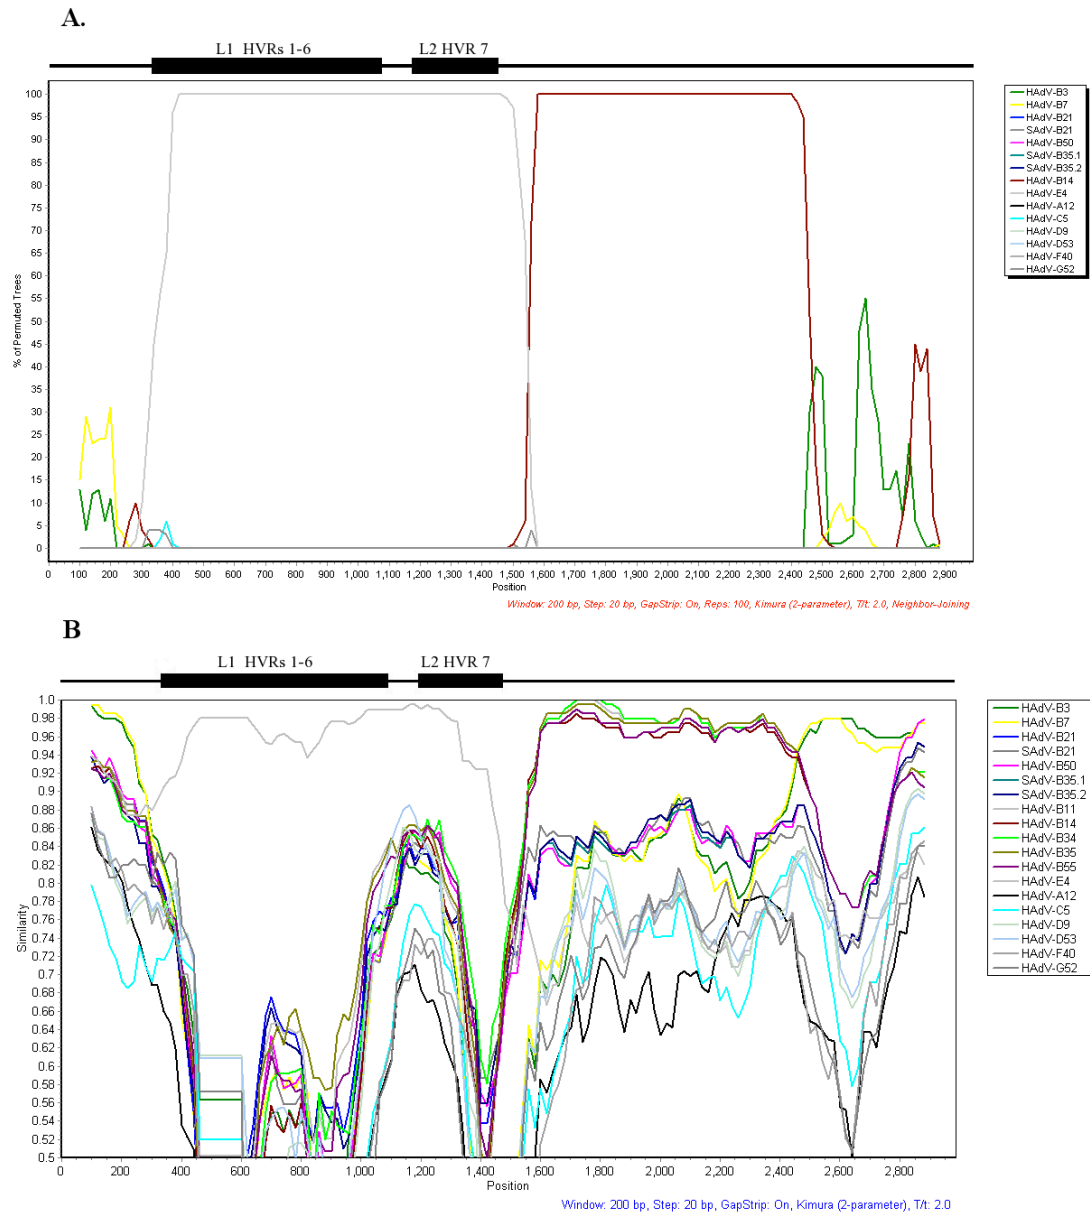 A.
L1 HVRs 1-6
L2 HVR 7
100
95
90
85
80
75
70
65
60
55
50
45
40
35
30
25
20
15
10
5
0
% of Permuted Trees
0 100 200 300 400 500 600 700 800 900 1,000 1,100 1,200 1,300 1,400 1,500 1,600 1,700 1,800 1,900 2,000 2,100 2,200 2,300 2,400 2,500 2,600 2,700 2,800 2,900
Position
Window: 200 bp, Step: 20 bp, GapStrip: On, Reps: 100, Kimura (2-parameter), T/t: 2.0, Neighbor-Joining
HAdV-B3
HAdV-B7
HAdV-B21
SAdV-B21
HAdV-B50
SAdV-B35.1
SAdV-B35.2
HAdV-B14
HAdV-E4
HAdV-A12
HAdV-C5
HAdV-D9
HAdV-D53
HAdV-F40
HAdV-G52
B
L1 HVRs 1-6
L2 HVR 7
1.0
0.98
0.96
0.94
0.92
0.9
0.88
0.86
0.84
0.82
0.8
0.78
0.76
0.74
0.72
0.7
0.68
0.66
0.64
0.62
0.6
0.58
0.56
0.54
0.52
0.5
Similarity
0 200 400 600 800 1,000 1,200 1,400 1,600 1,800 2,000 2,200 2,400 2,600 2,800
Position
Window: 200 bp, Step: 20 bp, GapStrip: On, Kimura (2-parameter), T/t: 2.0
HAdV-B3
HAdV-B7
HAdV-B21
SAdV-B21
HAdV-B50
SAdV-B35.1
SAdV-B35.2
HAdV-B11
HAdV-B14
HAdV-B34
HAdV-B35
HAdV-B55
HAdV-E4
HAdV-A12
HAdV-C5
HAdV-D9
HAdV-D53
HAdV-F40
HAdV-G52